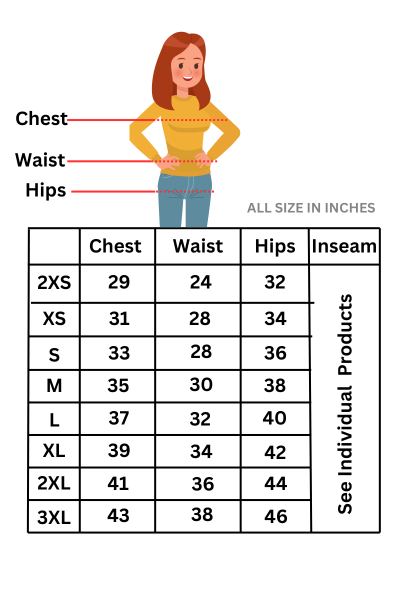 Chest
Waist
Hips
ALL SIZE IN INCHES
Chest Waist Hips Inseam
2XS 29 24 32
XS 31 28 34
S 33 28 36
M 35 30 38
L 37 32 40
XL 39 34 42
2XL 41 36 44
3XL 43 38 46
See Individual Products